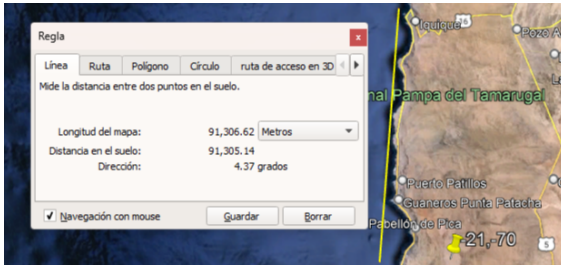 Regla
x
Línea Ruta Polígono Círculo ruta de acceso en 3D
Mide la distancia entre dos puntos en el suelo.
Longitud del mapa: 91,306.62 Metros
Distancia en el suelo: 91,305.14
Dirección: 4.37 grados
Navegación con mouse Guardar Borrar
Iquique
Pozo A
nal Pampa del Tamarugal
Puerto Patillos
Guaneros Punta Patacha
Pabellón de Pica
-21,-70
5